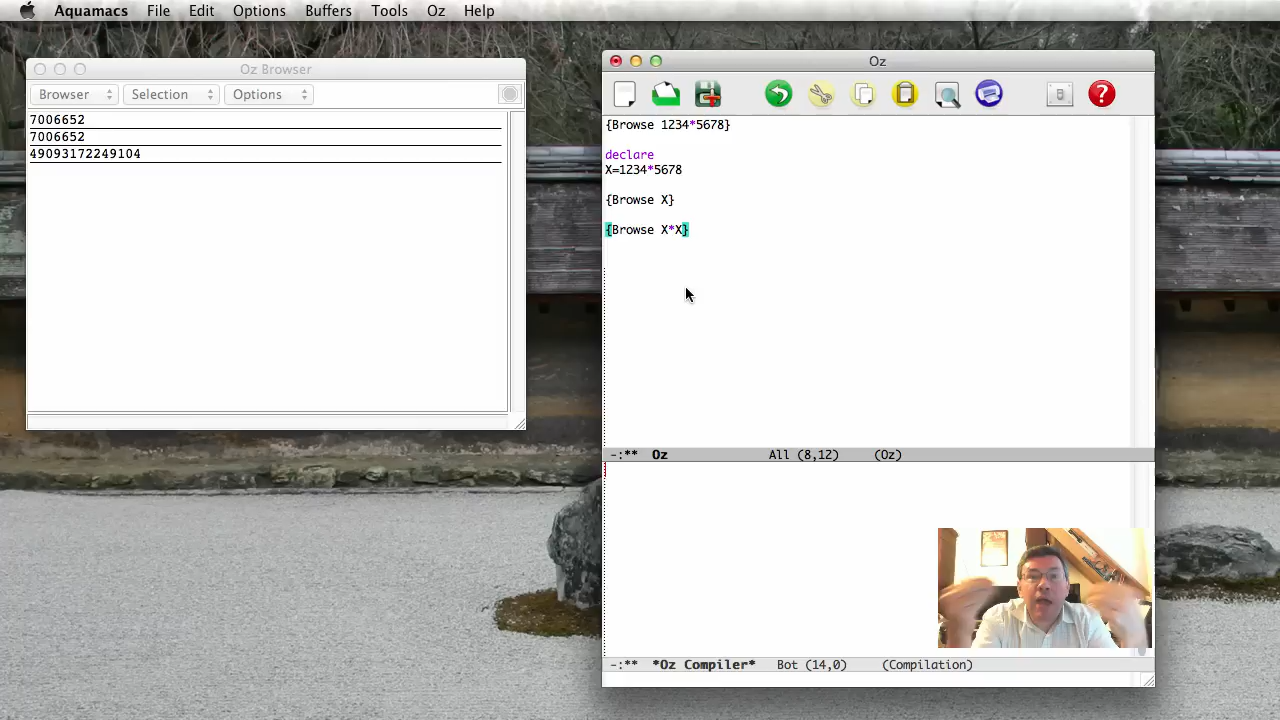 Aquamacs File Edit Options Buffers Tools Oz Help
Oz Browser
Browser Selection Options
7006652
7006652
49093172249104
Oz
{Browse 1234*5678}
declare
X=1234*5678
{Browse X}
{Browse X*X}
-:** Oz All (8,12) (Oz)
-:** *Oz Compiler* Bot (14,0) (Compilation)